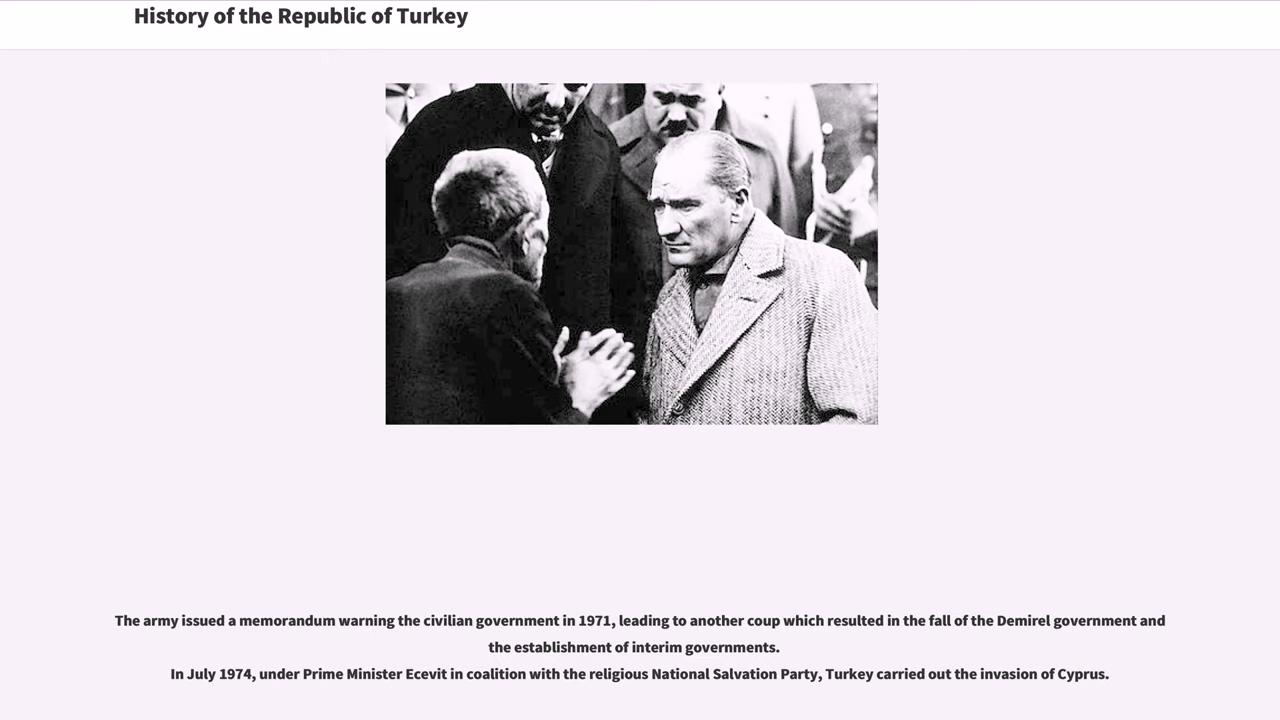 History of the Republic of Turkey
The army issued a memorandum warning the civilian government in 1971, leading to another coup which resulted in the fall of the Demirel government and
the establishment of interim governments.
In July 1974, under Prime Minister Ecevit in coalition with the religious National Salvation Party, Turkey carried out the invasion of Cyprus.